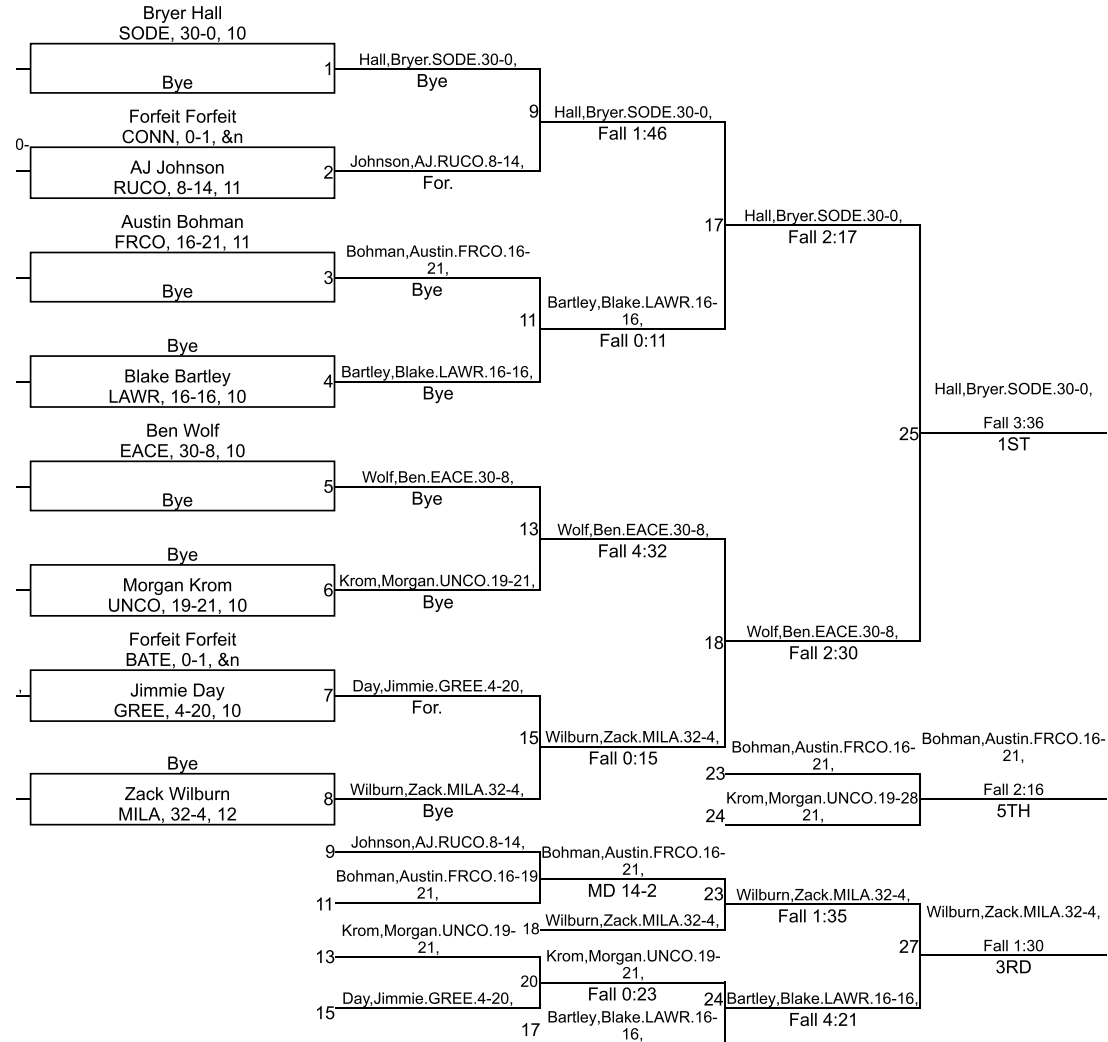 Bryer Hall
SODE, 30-0, 10
Bye
1
Hall,Bryer.SODE.30-0,
Bye
Forfeit Forfeit
CONN, 0-1, &n
0-
AJ Johnson
RUCO, 8-14, 11
2
Johnson,AJ.RUCO.8-14,
For.
9
Hall,Bryer.SODE.30-0,
Fall 1:46
Austin Bohman
FRCO, 16-21, 11
Bye
3
Bohman,Austin.FRCO.16-
21,
Bye
Bye
Blake Bartley
LAWR, 16-16, 10
4
Bartley,Blake.LAWR.16-16,
Bye
11
Bartley,Blake.LAWR.16-
16,
Fall 0:11
17
Hall,Bryer.SODE.30-0,
Fall 2:17
Ben Wolf
EACE, 30-8, 10
Bye
5
Wolf,Ben.EACE.30-8,
Bye
Bye
Morgan Krom
UNCO, 19-21, 10
6
Krom,Morgan.UNCO.19-21,
Bye
13
Wolf,Ben.EACE.30-8,
Fall 4:32
Forfeit Forfeit
BATE, 0-1, &n
,
Jimmie Day
GREE, 4-20, 10
7
Day,Jimmie.GREE.4-20,
For.
Bye
Zack Wilburn
MILA, 32-4, 12
8
Wilburn,Zack.MILA.32-4,
Bye
15
Wilburn,Zack.MILA.32-4,
Fall 0:15
18
Wolf,Ben.EACE.30-8,
Fall 2:30
25
Hall,Bryer.SODE.30-0,
Fall 3:36
1ST
23
Bohman,Austin.FRCO.16-
21,
24
Krom,Morgan.UNCO.19-28
21,
Bohman,Austin.FRCO.16-
21,
Fall 2:16
5TH
9
Johnson,AJ.RUCO.8-14,
11
Bohman,Austin.FRCO.16-19
21,
Bohman,Austin.FRCO.16-
21,
MD 14-2
18
Wilburn,Zack.MILA.32-4,
23
Wilburn,Zack.MILA.32-4,
Fall 1:35
13
Krom,Morgan.UNCO.19-
21,
15
Day,Jimmie.GREE.4-20,
20
Krom,Morgan.UNCO.19-
21,
Fall 0:23
17
Bartley,Blake.LAWR.16-
16,
24
Bartley,Blake.LAWR.16-16,
Fall 4:21
27
Wilburn,Zack.MILA.32-4,
Fall 1:30
3RD